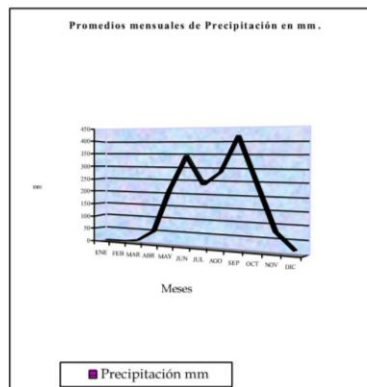 Promedios mensuales de Precipitación en mm.
450
400
350
300
250
200
150
100
50
0
mm
ENE FEB MAR ABR MAY JUN JUL AGO SEP OCT NOV DIC
Meses
Precipitación mm